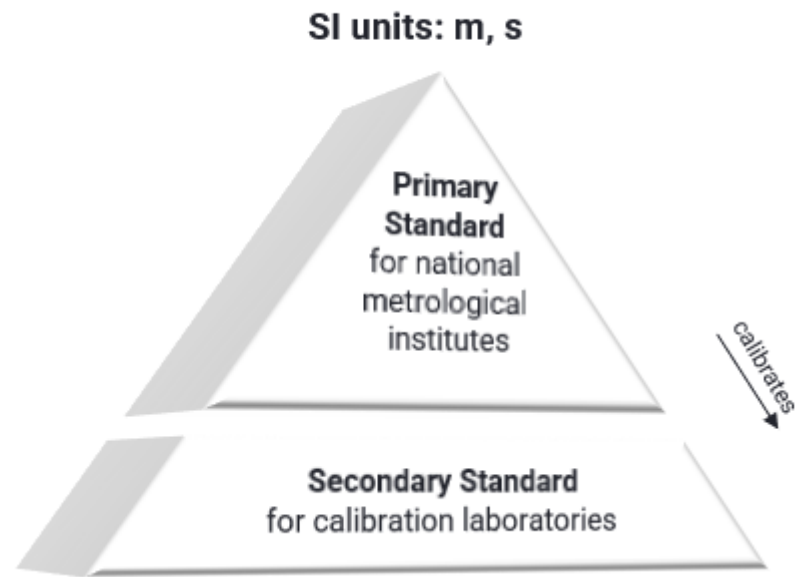 SI units: m, s
Primary
Standard
for national
metrological
institutes
calibrates
Secondary Standard
for calibration laboratories